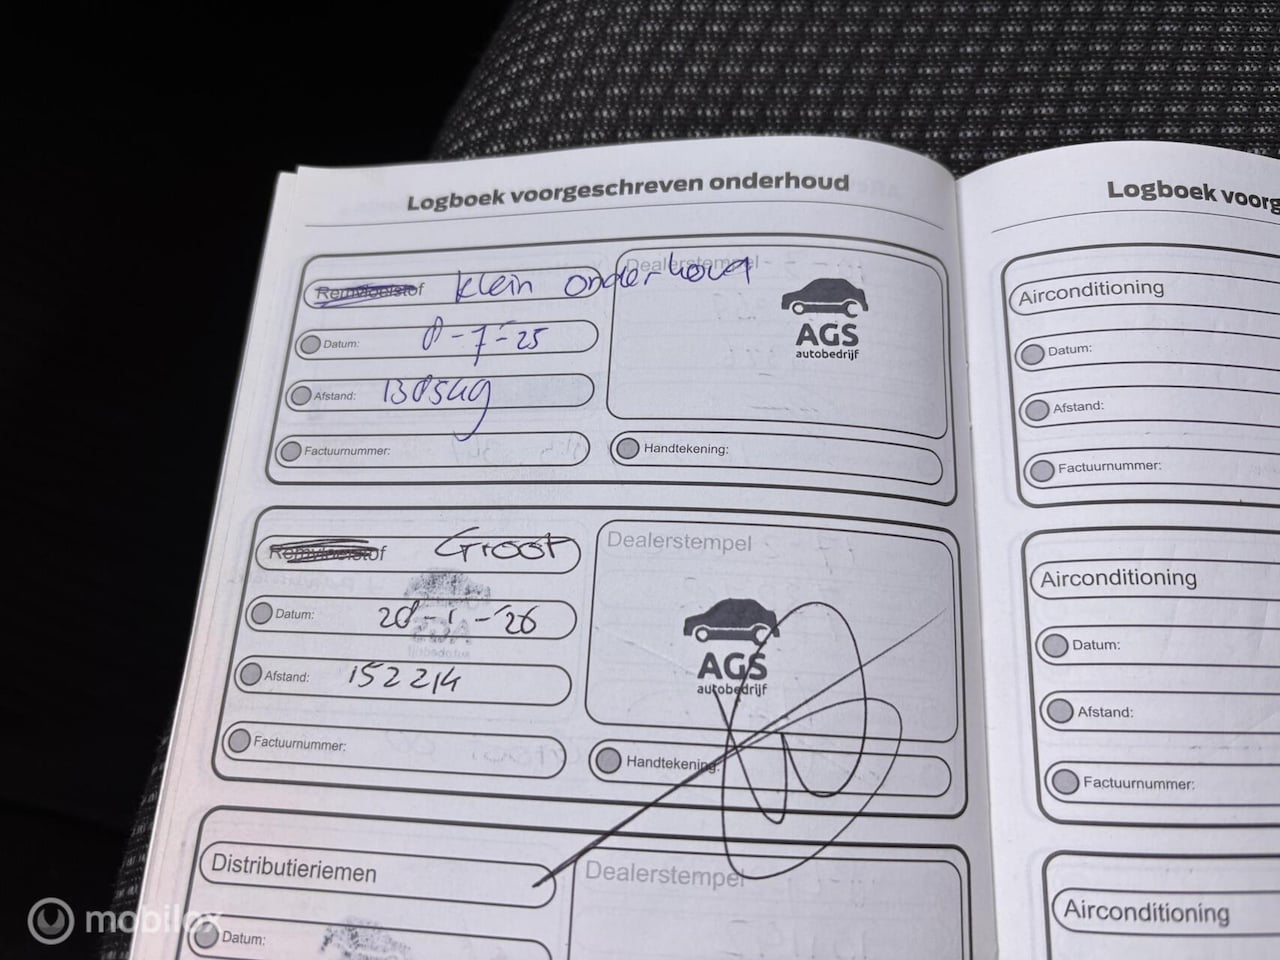 Logboek voorgeschreven onderhoud
Remvloeistof klein onderhoud
Dealerstempel
AGS
autobedrijf
Datum: 8-7-'25
Afstand: 138549
Factuurnummer:
Handtekening:
Remvloeistof Groot
Dealerstempel
AGS
autobedrijf
Datum: 28-1-'26
Afstand: 152214
Factuurnummer:
Handtekening:
Distributieriemen
Dealerstempel
Datum:
Logboek voorg
Airconditioning
Datum:
Afstand:
Factuurnummer:
Airconditioning
Datum:
Afstand:
Factuurnummer:
Airconditioning
mobilox